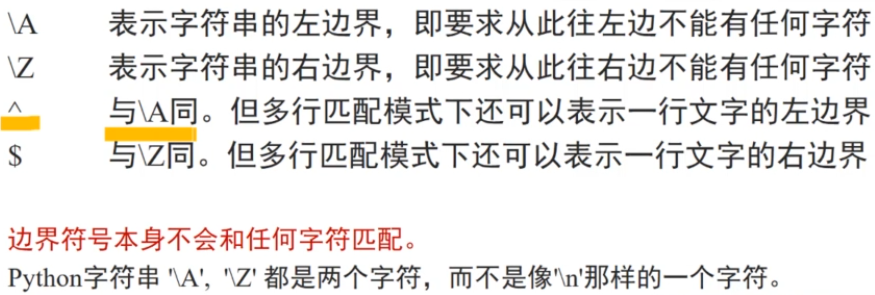 \A 表示字符串的左边界，即要求从此往左边不能有任何字符
\Z 表示字符串的右边界，即要求从此往右边不能有任何字符
^ 与\A同。但多行匹配模式下还可以表示一行文字的左边界
$ 与\Z同。但多行匹配模式下还可以表示一行文字的右边界
边界符号本身不会和任何字符匹配。
Python字符串 '\A', '\Z' 都是两个字符，而不是像'\n'那样的一个字符。